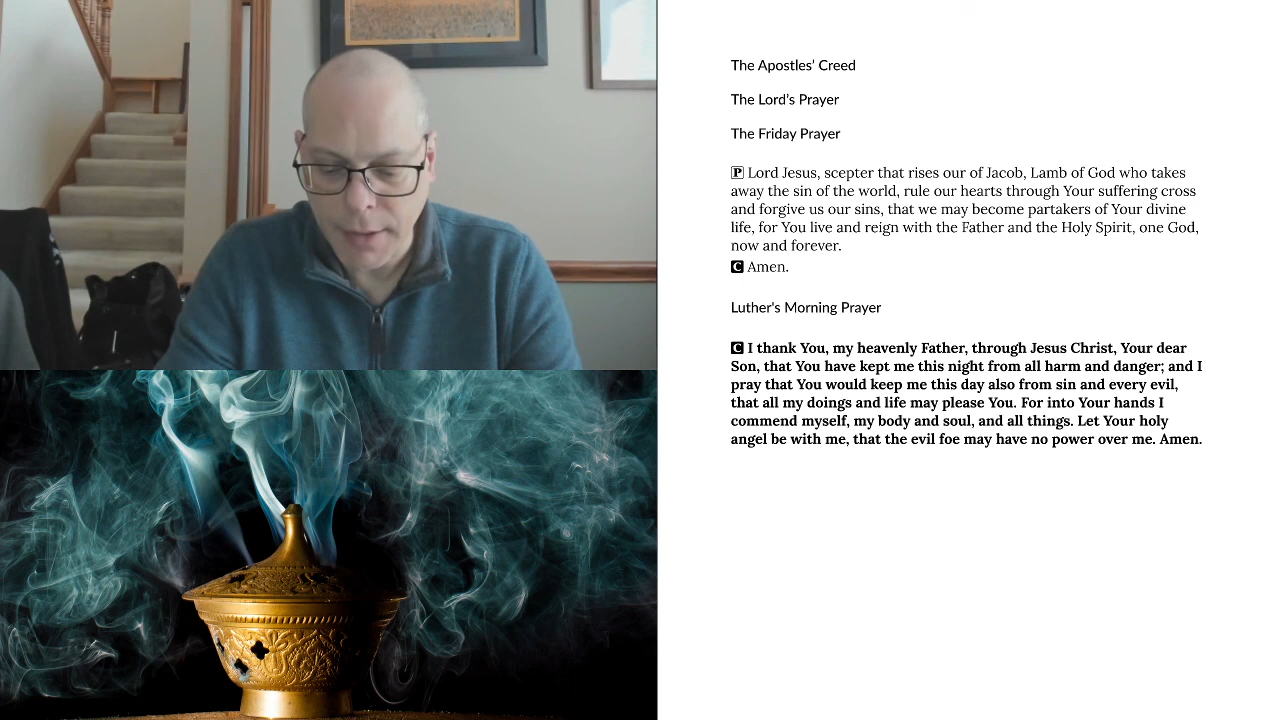 The Apostles’ Creed
The Lord’s Prayer
The Friday Prayer
P Lord Jesus, scepter that rises our of Jacob, Lamb of God who takes
away the sin of the world, rule our hearts through Your suffering cross
and forgive us our sins, that we may become partakers of Your divine
life, for You live and reign with the Father and the Holy Spirit, one God,
now and forever.
C Amen.
Luther's Morning Prayer
C I thank You, my heavenly Father, through Jesus Christ, Your dear
Son, that You have kept me this night from all harm and danger; and I
pray that You would keep me this day also from sin and every evil,
that all my doings and life may please You. For into Your hands I
commend myself, my body and soul, and all things. Let Your holy
angel be with me, that the evil foe may have no power over me. Amen.